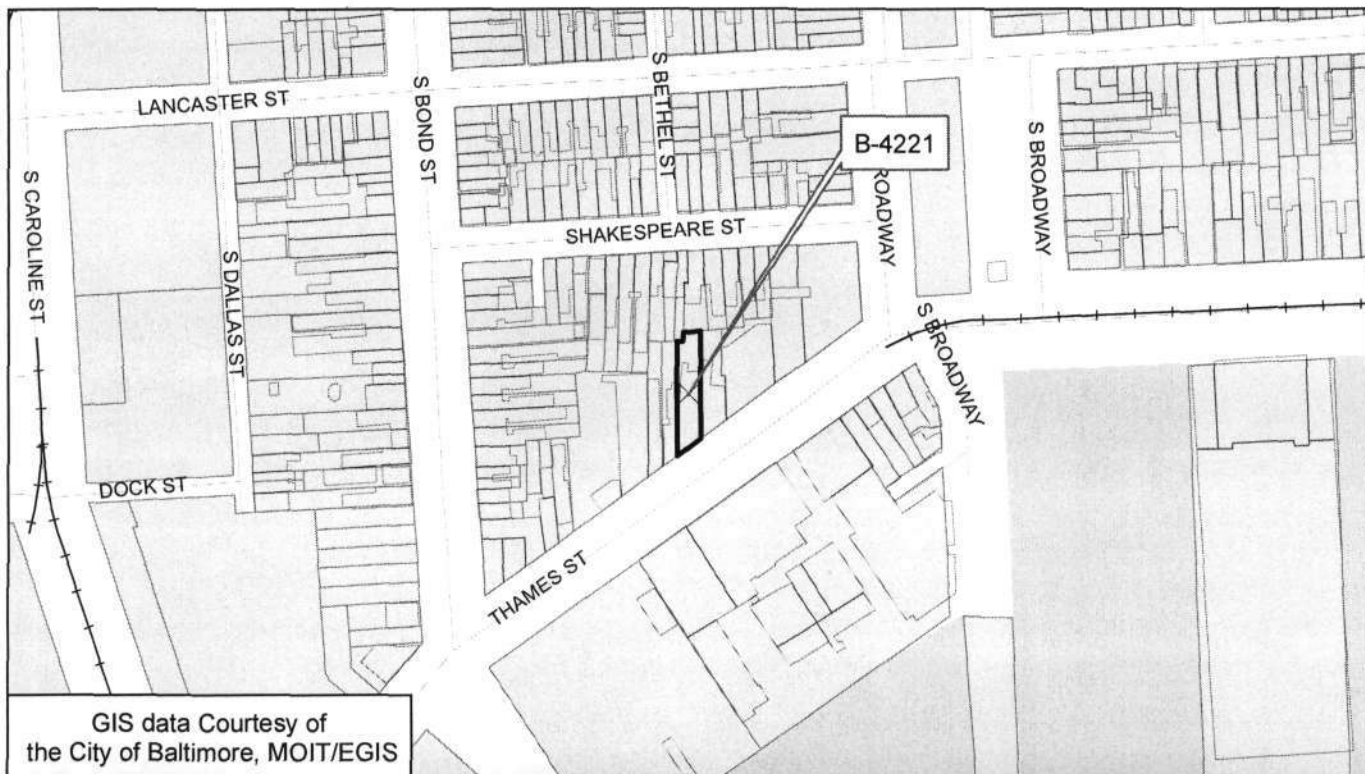 LANCASTER ST
S BOND ST
S BETHEL ST
B-4221
S BROADWAY
ROADWAY
S CAROLINE ST
SHAKESPEARE ST
S DALLAS ST
S BROADWAY
DOCK ST
THAMES ST
GIS data Courtesy of
the City of Baltimore, MOIT/EGIS